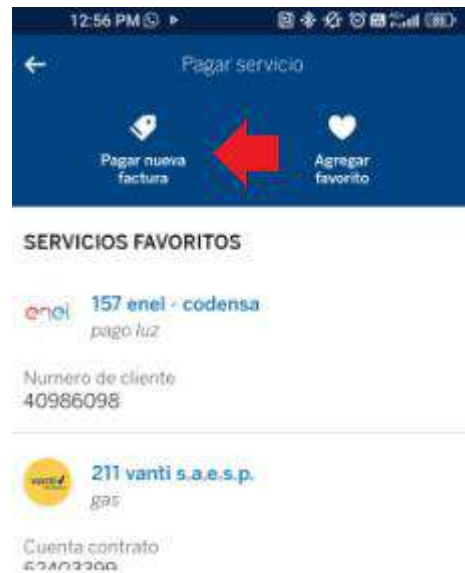 12:56 PM
Pagar servicio
Pagar nueva
factura
Agregar
favorito
SERVICIOS FAVORITOS
enel
157 enel - codensa
pago luz
Numero de cliente
40986098
vanti
211 vanti s.a.e.s.p.
gas
Cuenta contrato